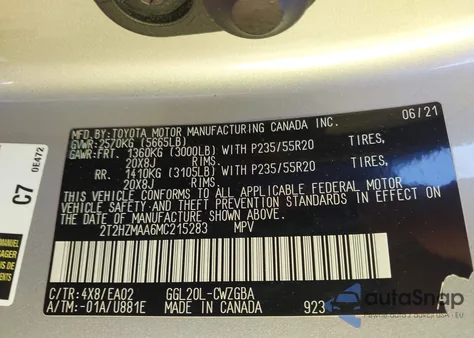 MFD BY: TOYOTA MOTOR MANUFACTURING CANADA INC. 06/21
GVWR: 2570KG (5665LB)
GAWR: FRT. 1360KG (3000LB) WITH P235/55R20 TIRES,
20X8J RIMS.
RR. 1410KG (3105LB) WITH P235/55R20 TIRES,
20X8J RIMS.
THIS VEHICLE CONFORMS TO ALL APPLICABLE FEDERAL MOTOR
VEHICLE SAFETY AND THEFT PREVENTION STANDARDS IN EFFECT
ON THE DATE OF MANUFACTURE SHOWN ABOVE.
2T2HZMAA6MC215283 MPV
C/TR: 4X8/EA02 GGL20L-CWZGBA
A/TM:-01A/U881E MADE IN CANADA 923
C7
0E472
MANUEL
autoSnap